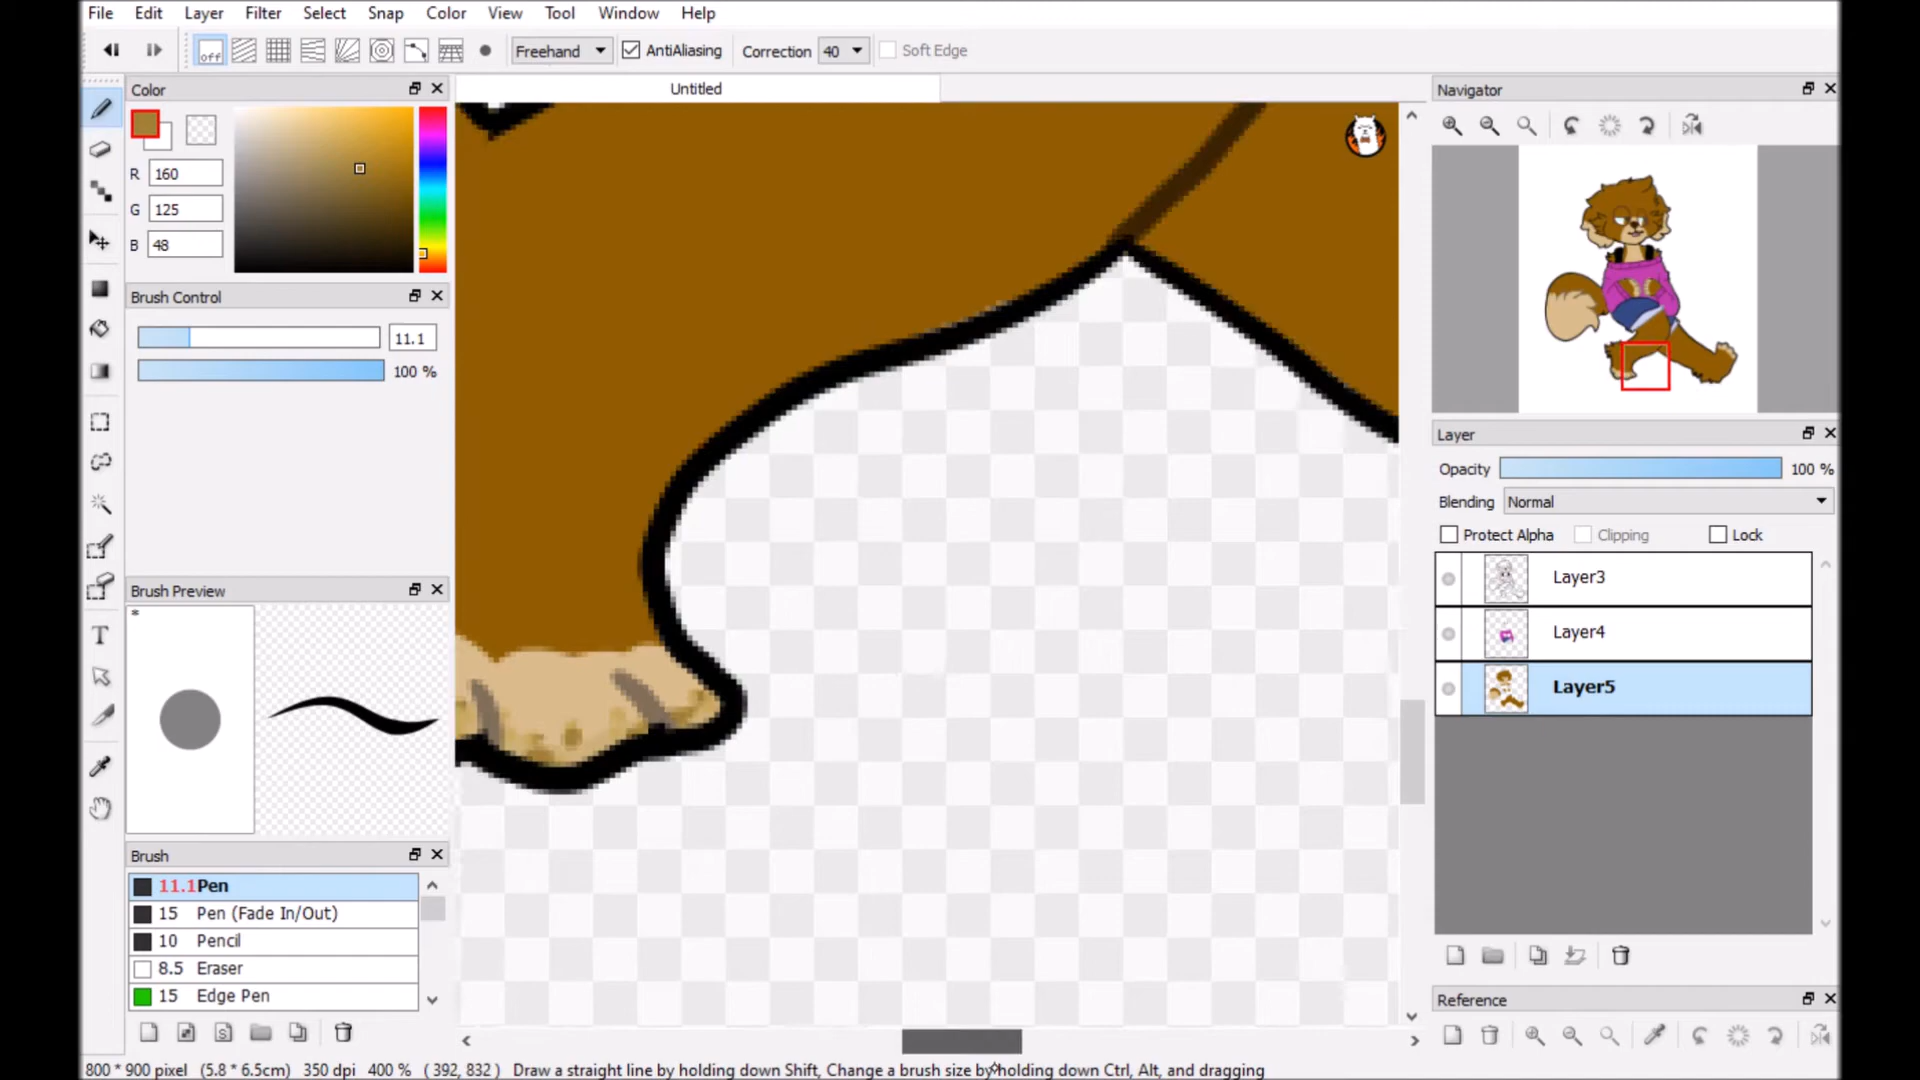 File Edit Layer Filter Select Snap Color View Tool Window Help
off Freehand AntiAliasing Correction 40 Soft Edge
Color
R 160
G 125
B 48
Brush Control
11.1
100 %
Brush Preview
*
Brush
11.1 Pen
15 Pen (Fade In/Out)
10 Pencil
8.5 Eraser
15 Edge Pen
S
T
Untitled
Navigator
Layer
Opacity 100 %
Blending Normal
Protect Alpha Clipping Lock
Layer3
Layer4
Layer5
Reference
800 * 900 pixel (5.8 * 6.5cm) 350 dpi 400 % ( 392, 832 ) Draw a straight line by holding down Shift, Change a brush size by holding down Ctrl, Alt, and dragging